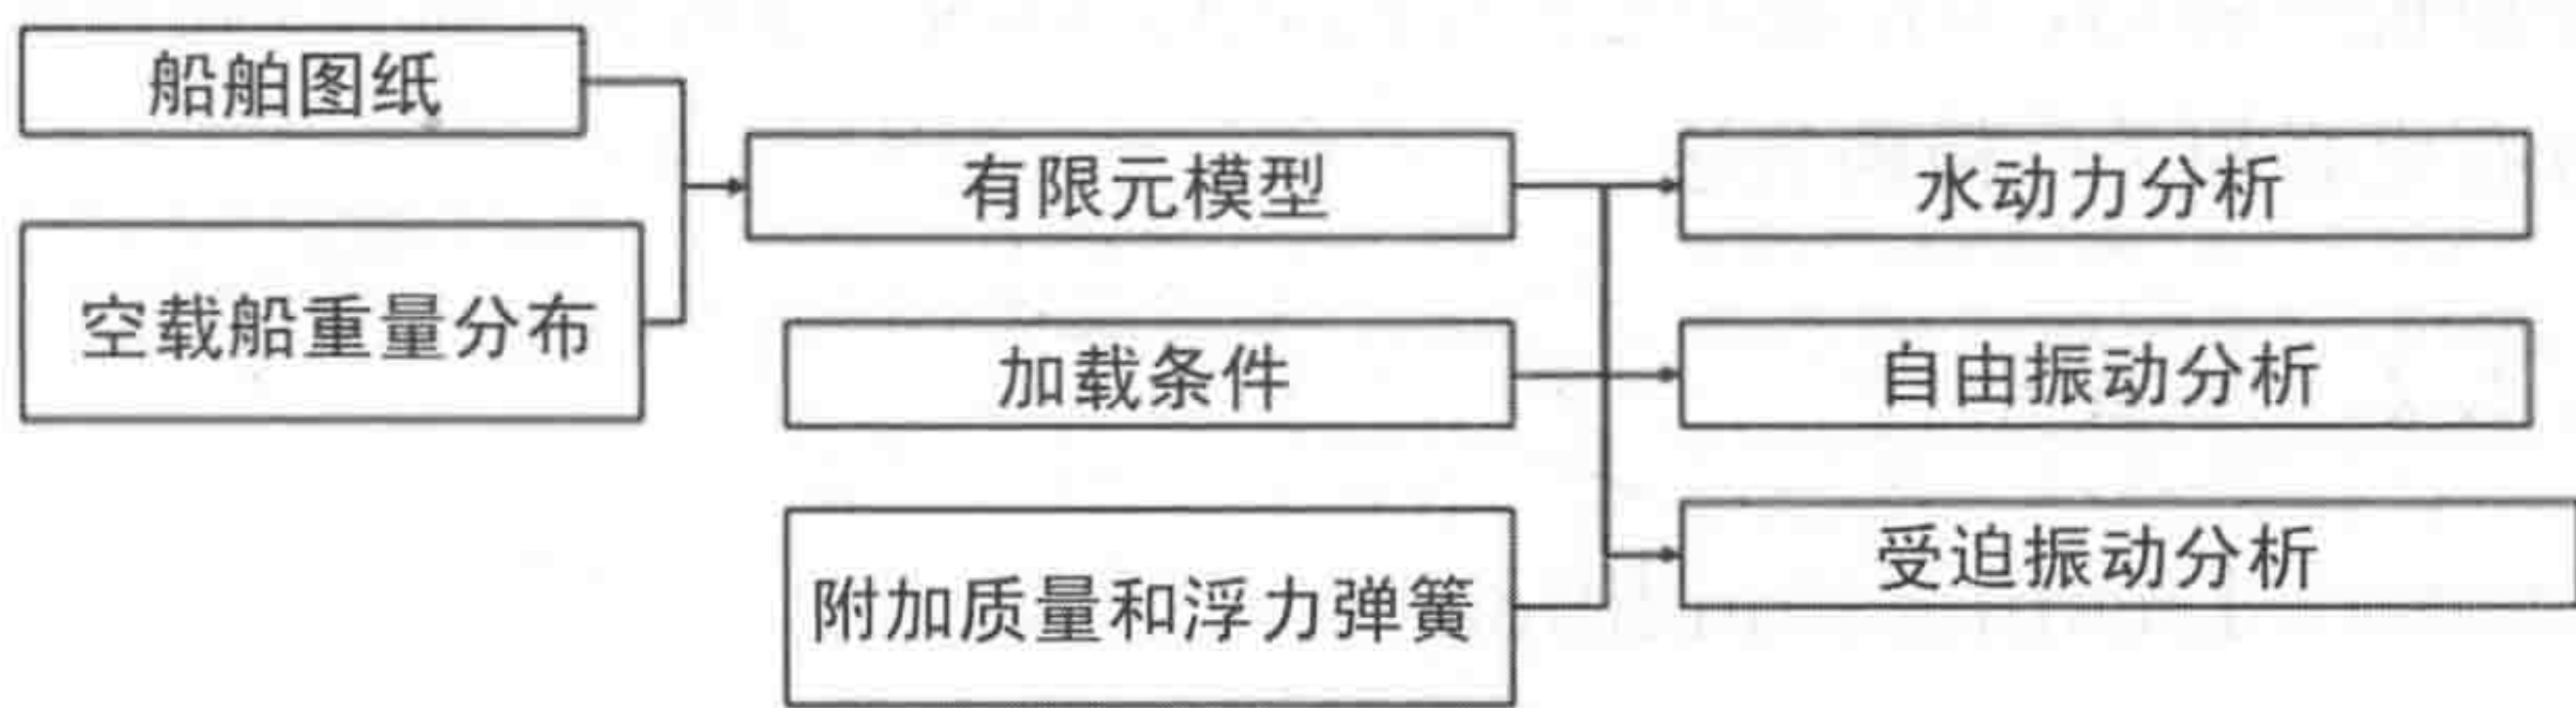 船舶图纸
空载船重量分布
有限元模型
加载条件
附加质量和浮力弹簧
水动力分析
自由振动分析
受迫振动分析